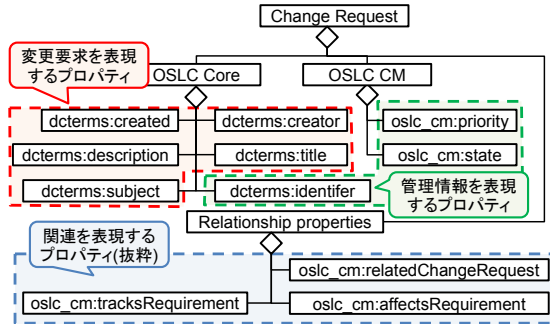 Change Request
変更要求を表現
するプロパティ
OSLC Core
OSLC CM
dcterms:created
dcterms:creator
oslc_cm:priority
dcterms:description
dcterms:title
oslc_cm:state
dcterms:subject
dcterms:identifer
管理情報を表現
するプロパティ
Relationship properties
関連を表現する
プロパティ(抜粋)
oslc_cm:relatedChangeRequest
oslc_cm:tracksRequirement
oslc_cm:affectsRequirement